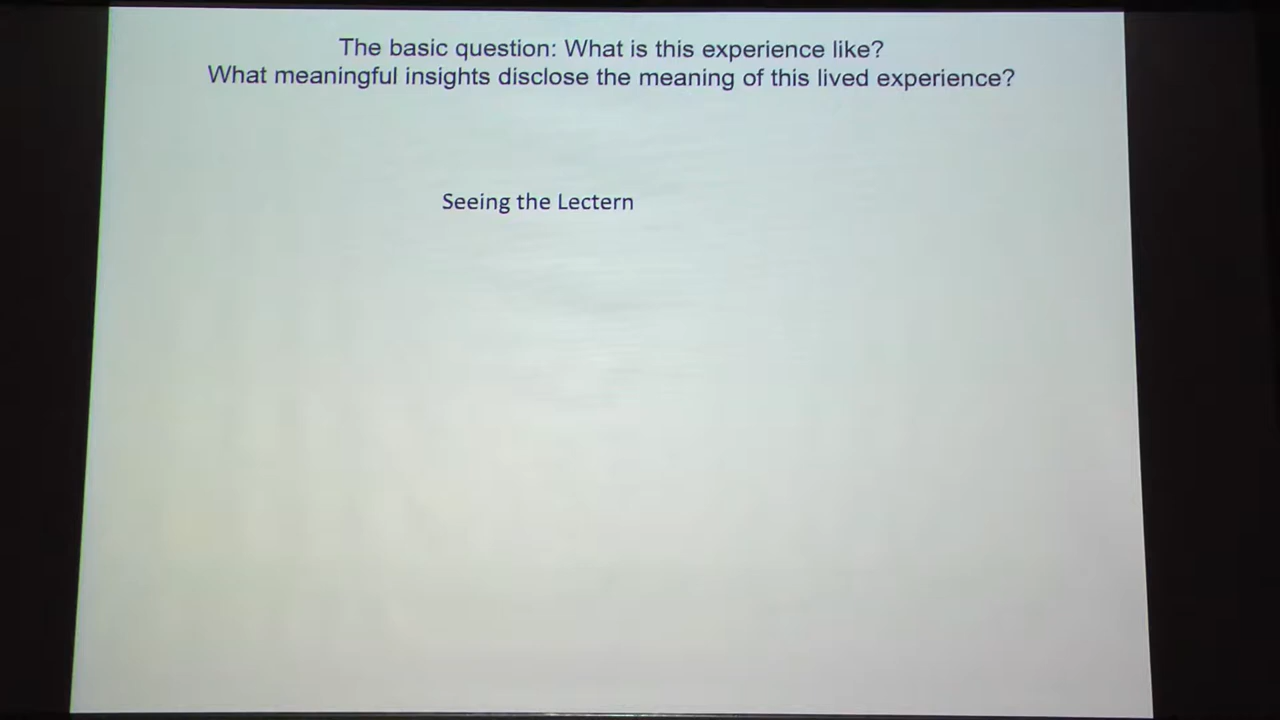 The basic question: What is this experience like?
What meaningful insights disclose the meaning of this lived experience?
Seeing the Lectern